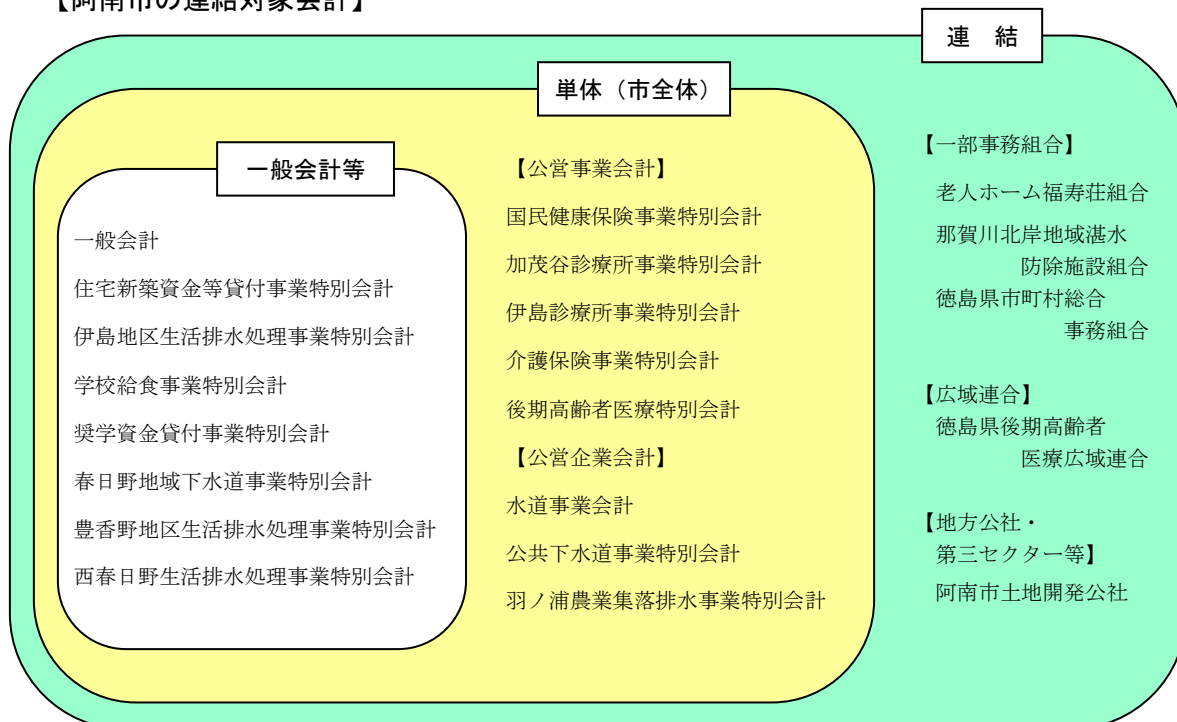 【阿南市の連結対象会計】
連 結
単体（市全体）
一般会計等
一般会計
住宅新築資金等貸付事業特別会計
伊島地区生活排水処理事業特別会計
学校給食事業特別会計
奨学資金貸付事業特別会計
春日野地域下水道事業特別会計
豊香野地区生活排水処理事業特別会計
西春日野生活排水処理事業特別会計
【公営事業会計】
国民健康保険事業特別会計
加茂谷診療所事業特別会計
伊島診療所事業特別会計
介護保険事業特別会計
後期高齢者医療特別会計
【公営企業会計】
水道事業会計
公共下水道事業特別会計
羽ノ浦農業集落排水事業特別会計
【一部事務組合】
老人ホーム福寿荘組合
那賀川北岸地域湛水
防除施設組合
徳島県市町村総合
事務組合
【広域連合】
徳島県後期高齢者
医療広域連合
【地方公社・
第三セクター等】
阿南市土地開発公社